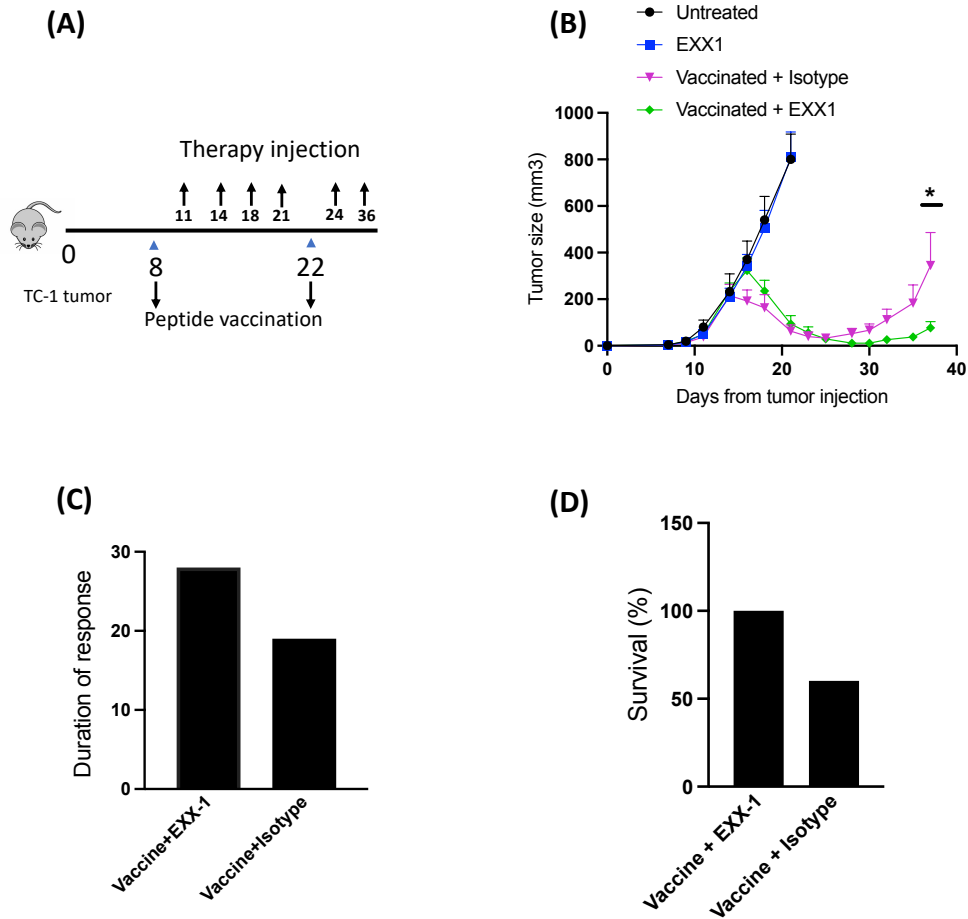 (A)
Therapy injection
11 14 18 21 24 36
0
8 22
TC-1 tumor
Peptide vaccination
(B)
Untreated
EXX1
Vaccinated + Isotype
Vaccinated + EXX1
1000
800
600
400
200
0
*
0 10 20 30 40
Tumor size (mm3)
Days from tumor injection
(C)
30
20
10
0
Duration of response
Vaccine+EXX-1
Vaccine+Isotype
(D)
150
100
50
0
Survival (%)
Vaccine + EXX-1
Vaccine + Isotype